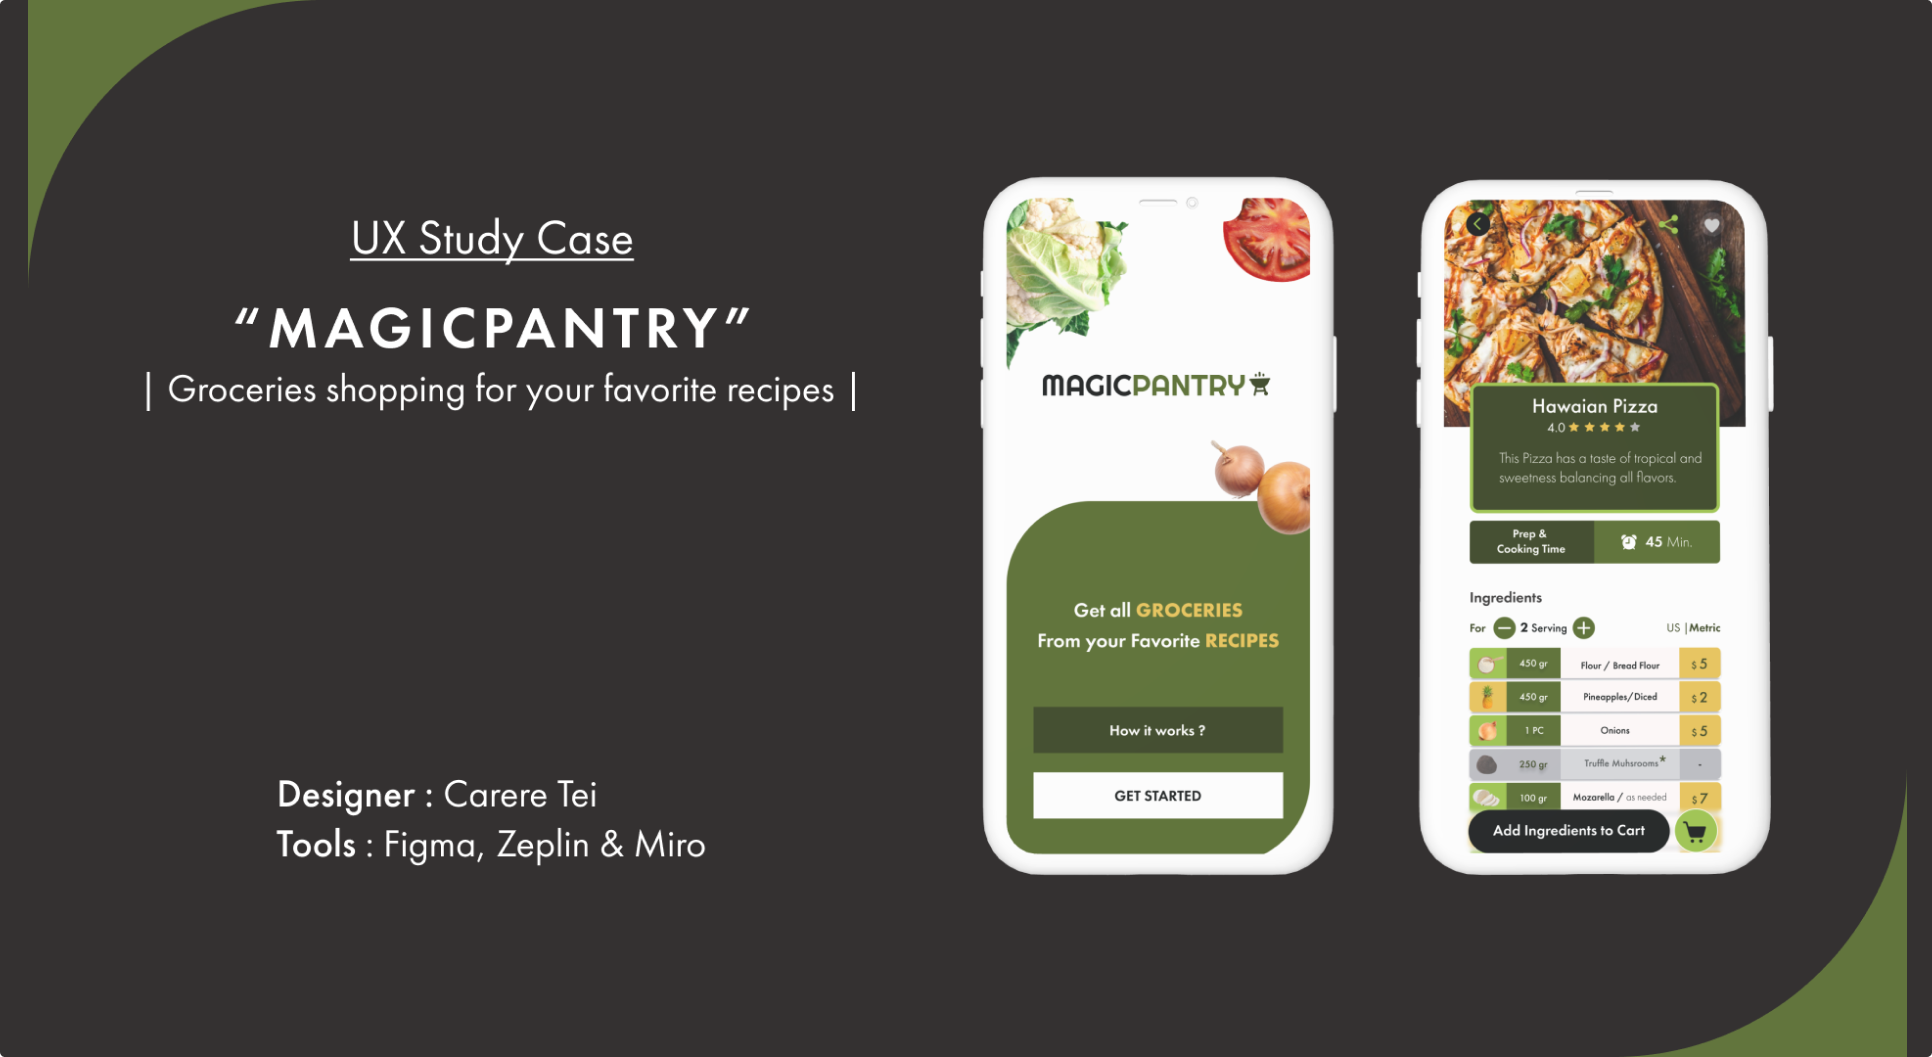 UX Study Case
“MAGICPANTRY”
| Groceries shopping for your favorite recipes |
Designer : Carere Tei
Tools : Figma, Zeplin & Miro
MAGICPANTRY
Get all GROCERIES
From your Favorite RECIPES
How it works ?
GET STARTED
Hawaian Pizza
4.0
This Pizza has a taste of tropical and
sweetness balancing all flavors.
Prep &
Cooking Time
45 Min.
Ingredients
For 2 Serving US |Metric
450 gr Flour / Bread Flour $ 5
450 gr Pineapples/Diced $ 2
1 PC Onions $ 5
250 gr Truffle Muhsrooms* -
100 gr Mozarella / as needed $ 7
Add Ingredients to Cart